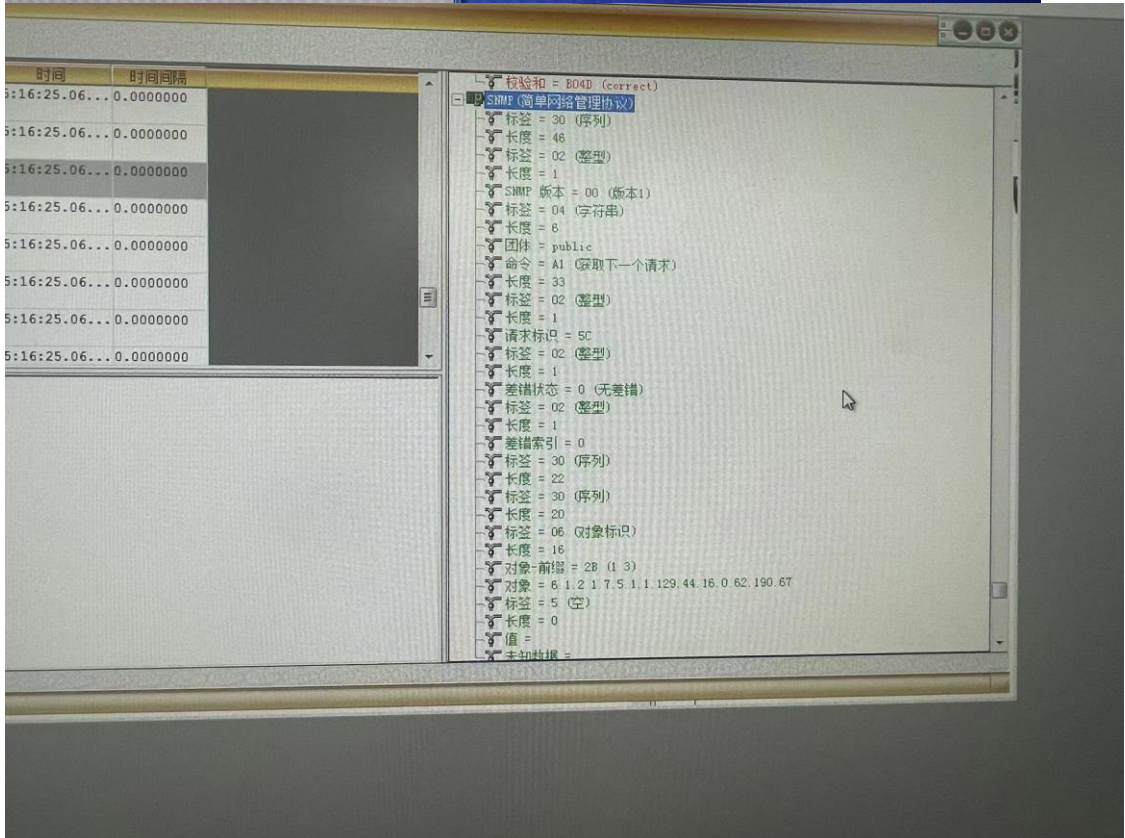 时间 时间间隔
5:16:25.06... 0.0000000
5:16:25.06... 0.0000000
5:16:25.06... 0.0000000
5:16:25.06... 0.0000000
5:16:25.06... 0.0000000
5:16:25.06... 0.0000000
5:16:25.06... 0.0000000
5:16:25.06... 0.0000000
校验和 = B04D (correct)
SNMP(简单网络管理协议)
标签 = 30 (序列)
长度 = 46
标签 = 02 (整型)
长度 = 1
SNMP 版本 = 00 (版本1)
标签 = 04 (字符串)
长度 = 6
团体 = public
命令 = A1 (获取下一个请求)
长度 = 33
标签 = 02 (整型)
长度 = 1
请求标识 = 5C
标签 = 02 (整型)
长度 = 1
差错状态 = 0 (无差错)
标签 = 02 (整型)
长度 = 1
差错索引 = 0
标签 = 30 (序列)
长度 = 22
标签 = 30 (序列)
长度 = 20
标签 = 06 (对象标识)
长度 = 16
对象-前缀 = 2B (1 3)
对象 = 6.1.2.1.7.5.1.1.129.44.16.0.62.190.67
标签 = 5 (空)
长度 = 0
值 =
未知数据 =